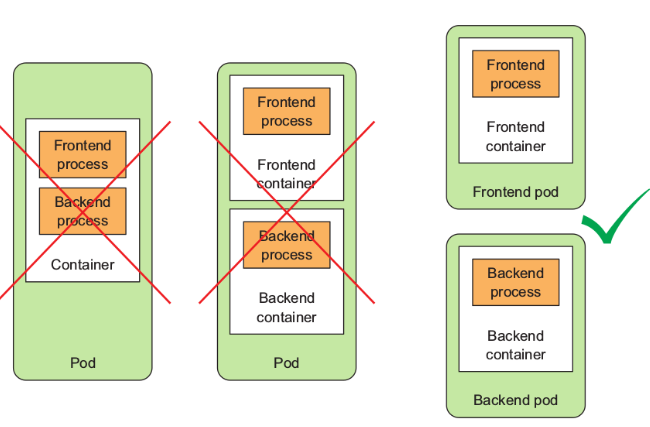 Frontend
process
Backend
process
Container
Pod
Frontend
process
Frontend
container
Backend
process
Backend
container
Pod
Frontend
process
Frontend
container
Frontend pod
Backend
process
Backend
container
Backend pod